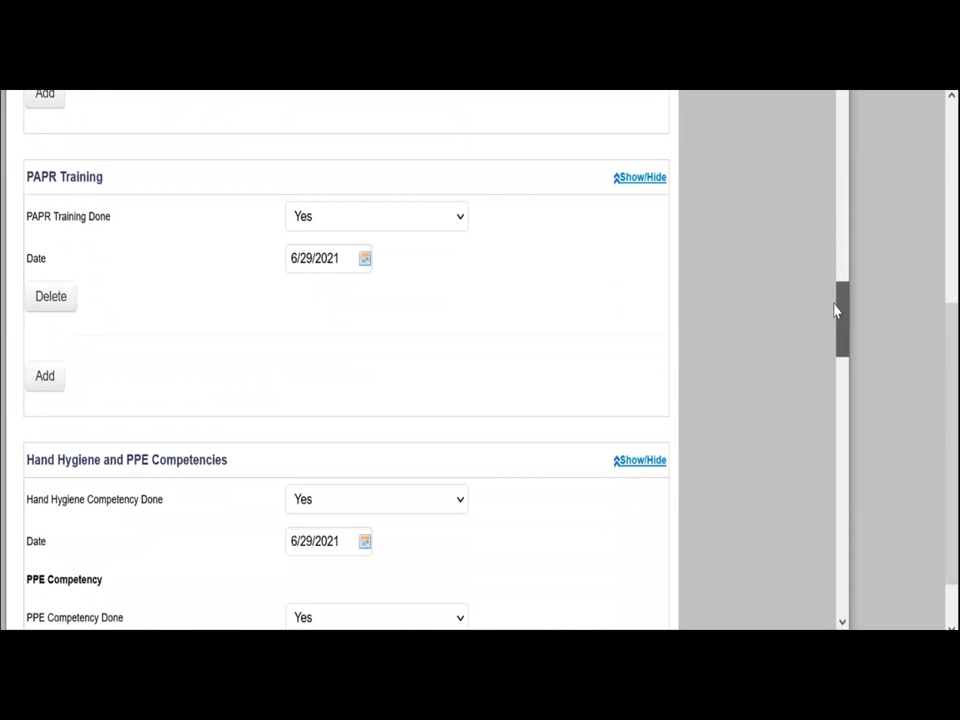 Add
PAPR Training Show/Hide
PAPR Training Done Yes
Date 6/29/2021
Delete
Add
Hand Hygiene and PPE Competencies Show/Hide
Hand Hygiene Competency Done Yes
Date 6/29/2021
PPE Competency
PPE Competency Done Yes